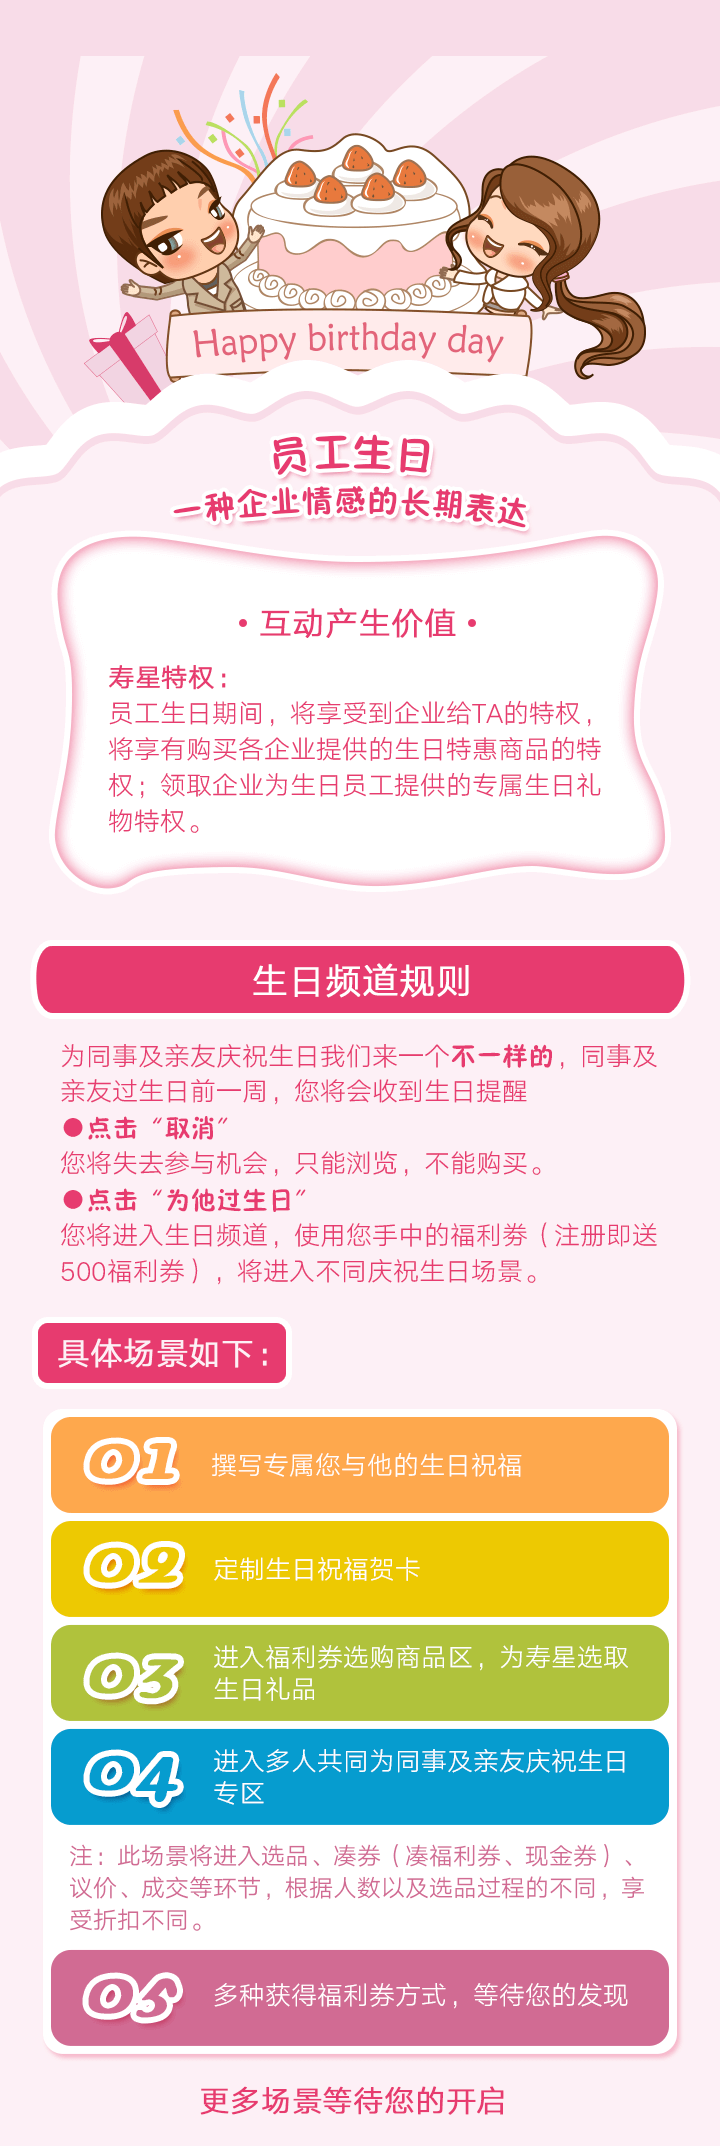 Happy birthday day
员工生日
一种企业情感的长期表达
•互动产生价值•
寿星特权：
员工生日期间，将享受到企业给TA的特权，
将享有购买各企业提供的生日特惠商品的特
权；领取企业为生日员工提供的专属生日礼
物特权。
生日频道规则
为同事及亲友庆祝生日我们来一个不一样的，同事及
亲友过生日前一周，您将会收到生日提醒
●点击“取消”
您将失去参与机会，只能浏览，不能购买。
●点击“为他过生日”
您将进入生日频道，使用您手中的福利券（注册即送
500福利券），将进入不同庆祝生日场景。
具体场景如下：
01 撰写专属您与他的生日祝福
02 定制生日祝福贺卡
03 进入福利券选购商品区，为寿星选取
生日礼品
04 进入多人共同为同事及亲友庆祝生日
专区
注：此场景将进入选品、凑券（凑福利券、现金券）、
议价、成交等环节，根据人数以及选品过程的不同，享
受折扣不同。
05 多种获得福利券方式，等待您的发现
更多场景等待您的开启